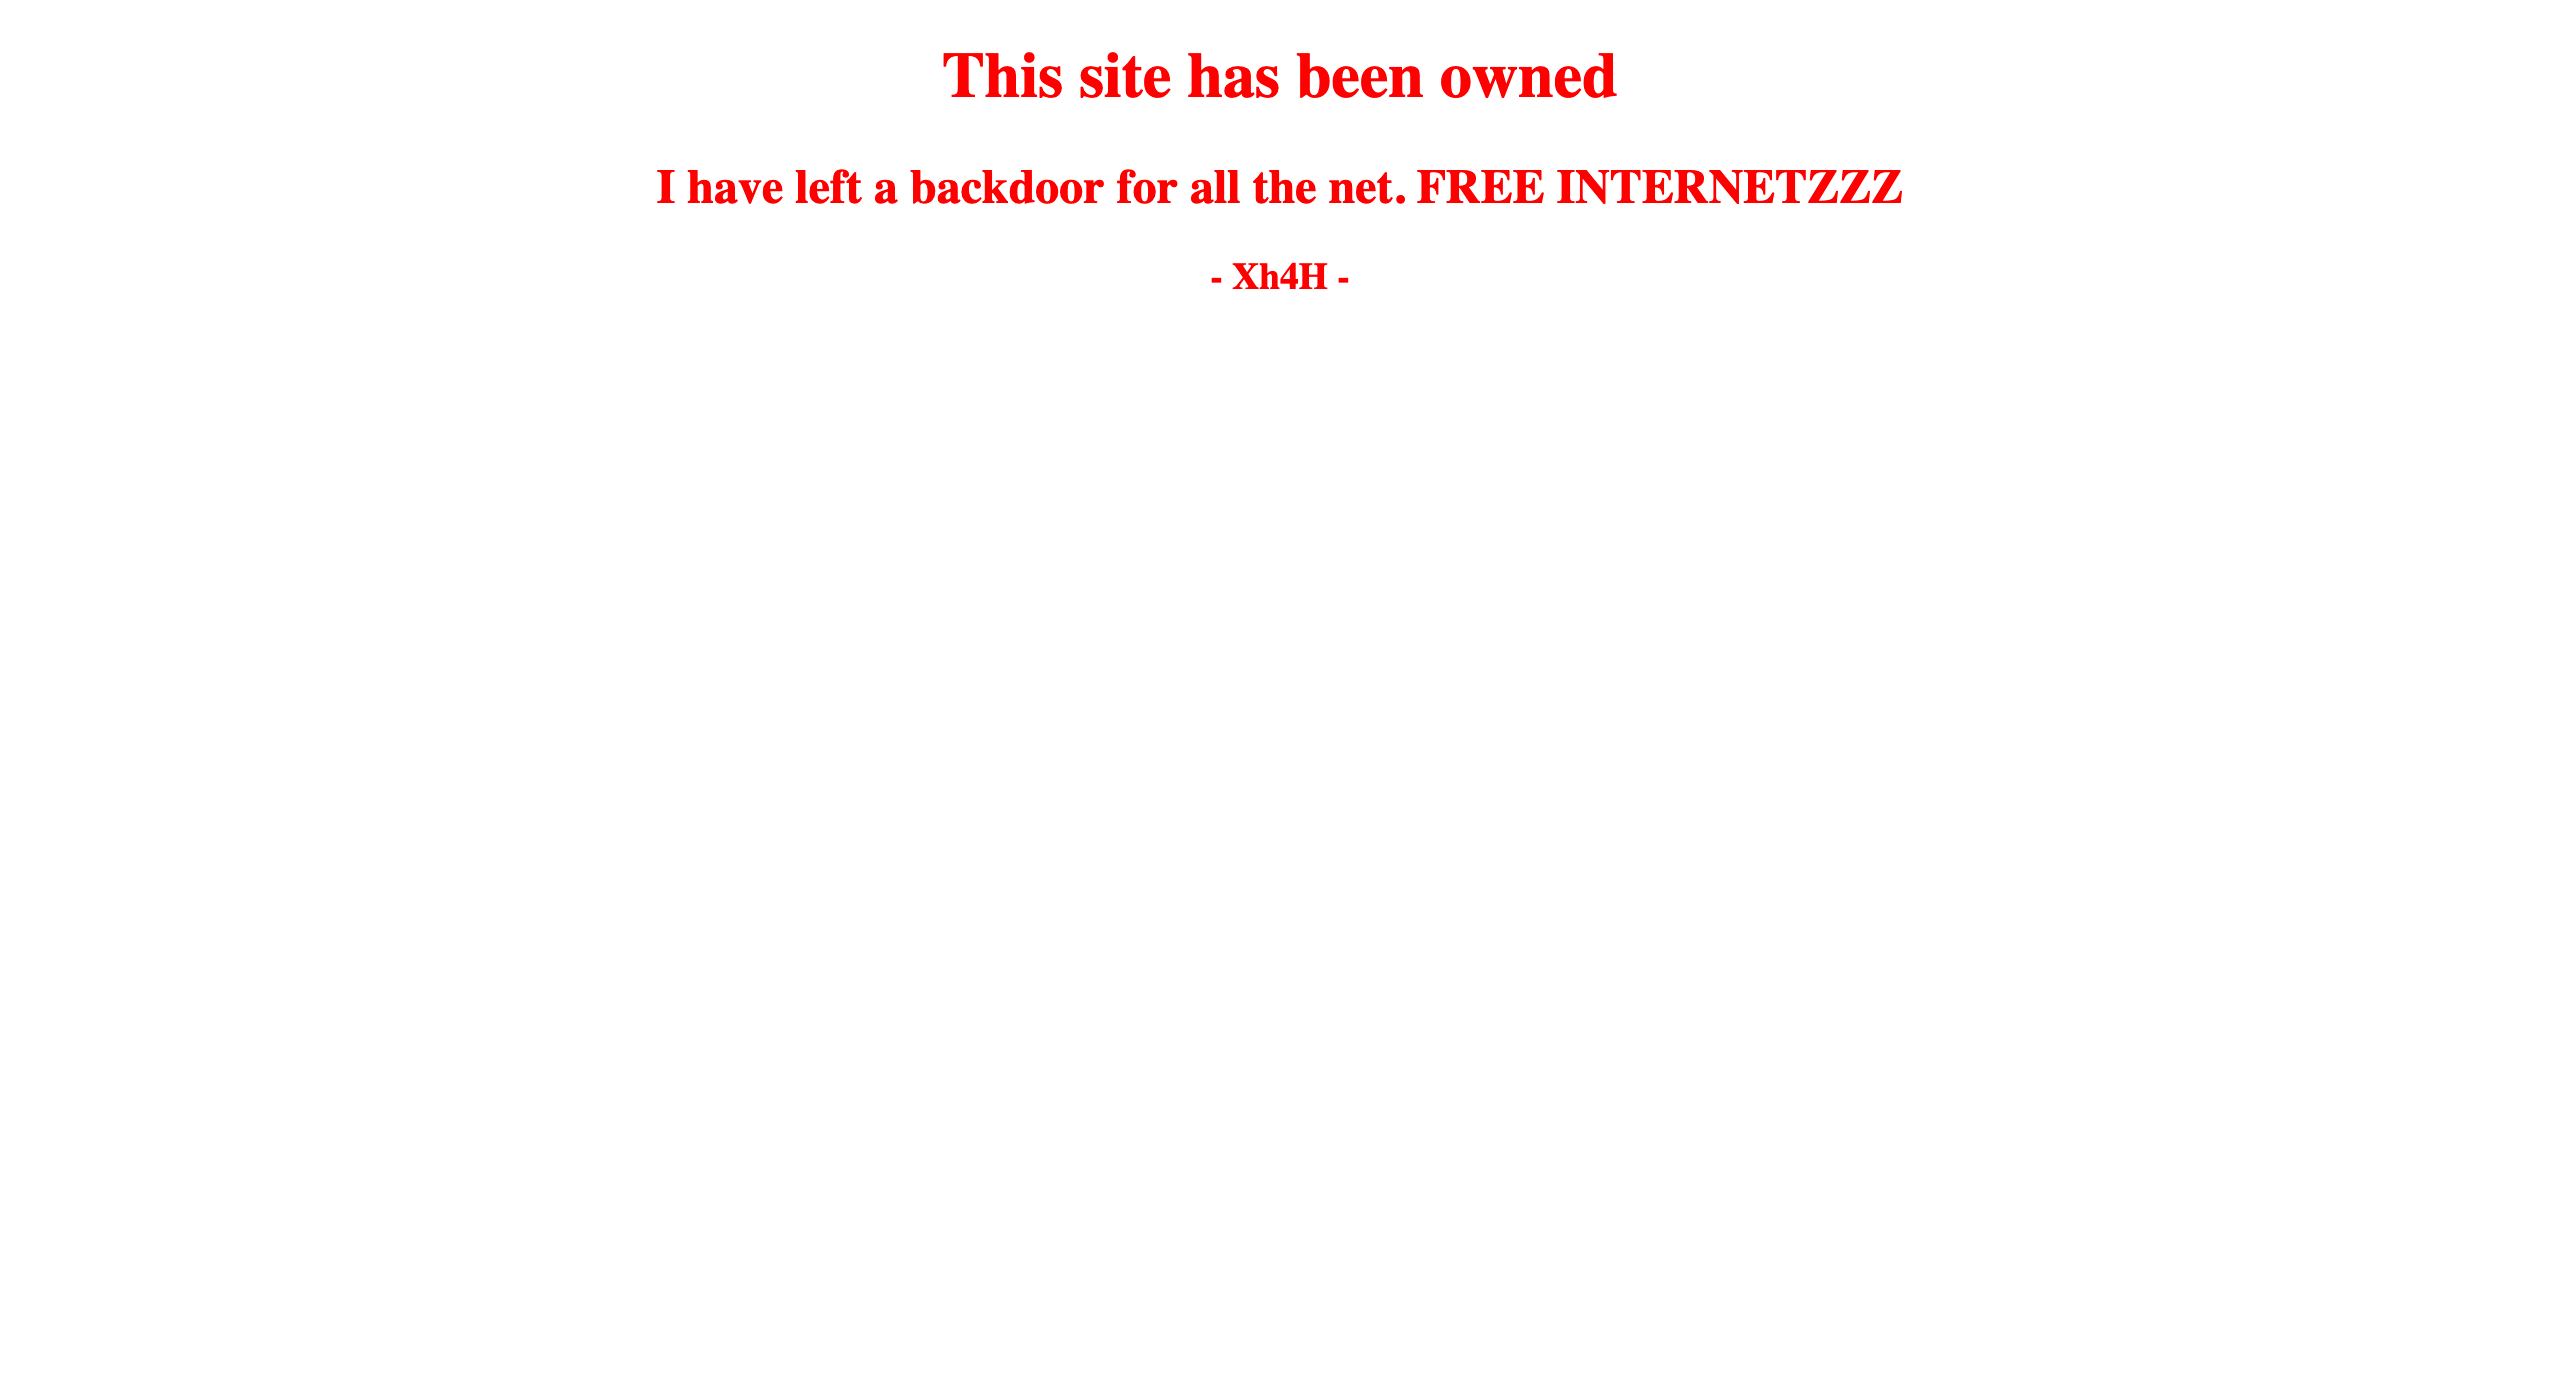 This site has been owned
I have left a backdoor for all the net. FREE INTERNETZZZ
- Xh4H -